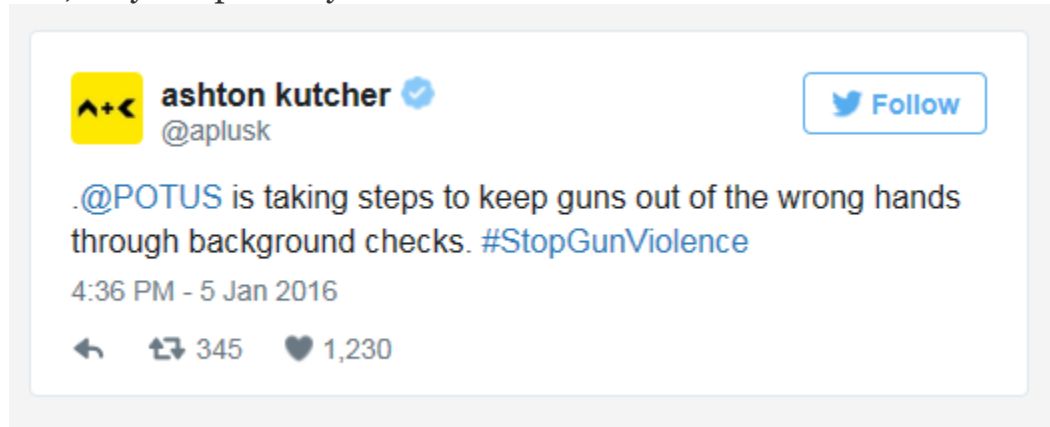 A+K
ashton kutcher
Follow
@aplusk
.@POTUS is taking steps to keep guns out of the wrong hands
through background checks. #StopGunViolence
4:36 PM - 5 Jan 2016
345 1,230